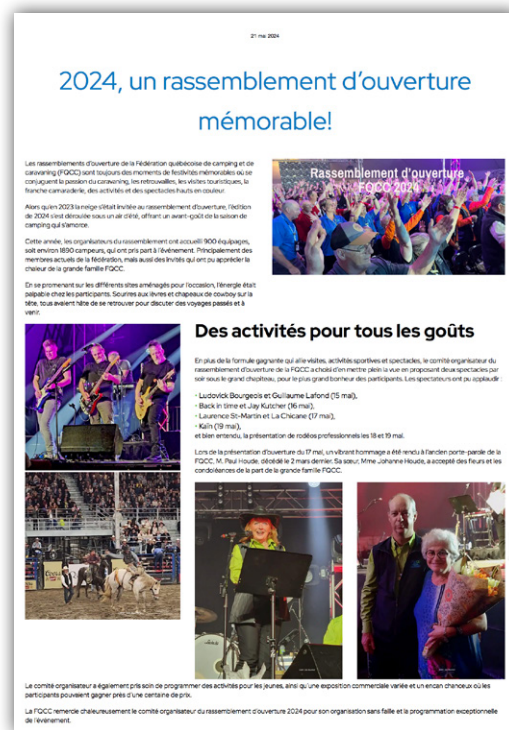 21 mai 2024
2024, un rassemblement d'ouverture
mémorable!
Les rassemblements d'ouverture de la Fédération québécoise de camping et de
caravaning (FQCC) sont toujours des moments de festivités mémorables où se
conjuguent la passion du caravaning, les retrouvailles, les visites touristiques, la
franche camaraderie, des activités et des spectacles hauts en couleur.
Alors qu'en 2023 la neige s'était invitée au rassemblement d'ouverture, l'édition
de 2024 s'est déroulée sous un air d'été, offrant un avant-goût de la saison de
camping qui s'amorce.
Cette année, les organisateurs du rassemblement ont accueilli 900 équipages,
soit environ 1890 campeurs, qui ont pris part à l'événement. Principalement des
membres actuels de la fédération, mais aussi des invités qui ont pu apprécier la
chaleur de la grande famille FQCC.
En se promenant sur les différents sites aménagés pour l'occasion, l'énergie était
palpable chez les participants. Sourires aux lèvres et chapeaux de cowboy sur la
tête, tous avaient hâte de se retrouver pour discuter des voyages passés et à
venir.
Rassemblement d'ouverture
FQCC 2024
Des activités pour tous les goûts
En plus de la formule gagnante qui allie visites, activités sportives et spectacles, le comité organisateur du
rassemblement d'ouverture de la FQCC a choisi d'en mettre plein la vue en proposant deux spectacles par
soir sous le grand chapiteau, pour le plus grand bonheur des participants. Les spectateurs ont pu applaudir :
• Ludovick Bourgeois et Guillaume Lafond (15 mai),
• Back in time et Jay Kutcher (16 mai),
• Laurence St-Martin et La Chicane (17 mai),
• Kaïn (19 mai),
et bien entendu, la présentation de rodéos professionnels les 18 et 19 mai.
Lors de la présentation d'ouverture du 17 mai, un vibrant hommage a été rendu à l'ancien porte-parole de la
FQCC, M. Paul Houde, décédé le 2 mars dernier. Sa sœur, Mme Johanne Houde, a accepté des fleurs et les
condoléances de la part de la grande famille FQCC.
Le comité organisateur a également pris soin de programmer des activités pour les jeunes, ainsi qu'une exposition commerciale variée et un encan chanceux où les
participants pouvaient gagner près d'une centaine de prix.
La FQCC remercie chaleureusement le comité organisateur du rassemblement d'ouverture 2024 pour son organisation sans faille et la programmation exceptionnelle
de l'événement.